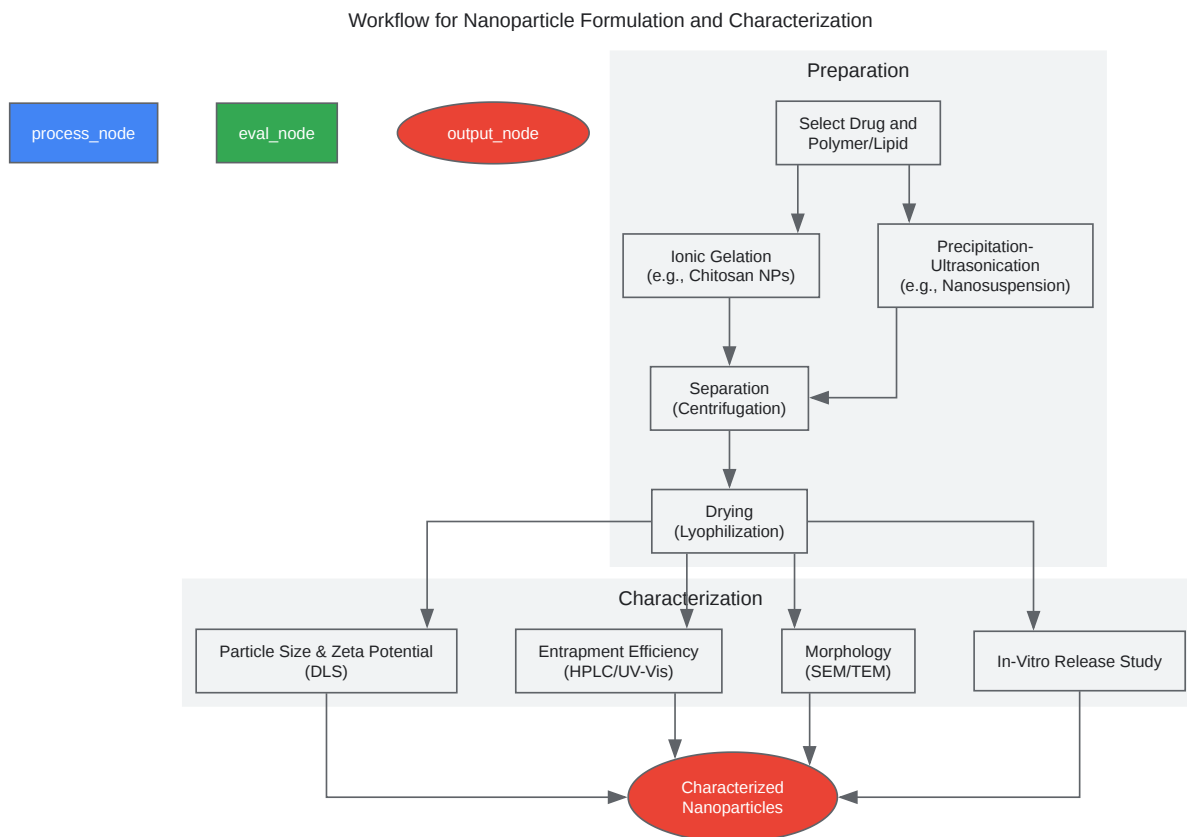 Workflow for Nanoparticle Formulation and Characterization
Preparation
process_node
eval_node
output_node
Select Drug and
Polymer/Lipid
Ionic Gelation
(e.g., Chitosan NPs)
Precipitation-
Ultrasonication
(e.g., Nanosuspension)
Separation
(Centrifugation)
Drying
(Lyophilization)
Characterization
Particle Size & Zeta Potential
(DLS)
Entrapment Efficiency
(HPLC/UV-Vis)
Morphology
(SEM/TEM)
In-Vitro Release Study
Characterized
Nanoparticles